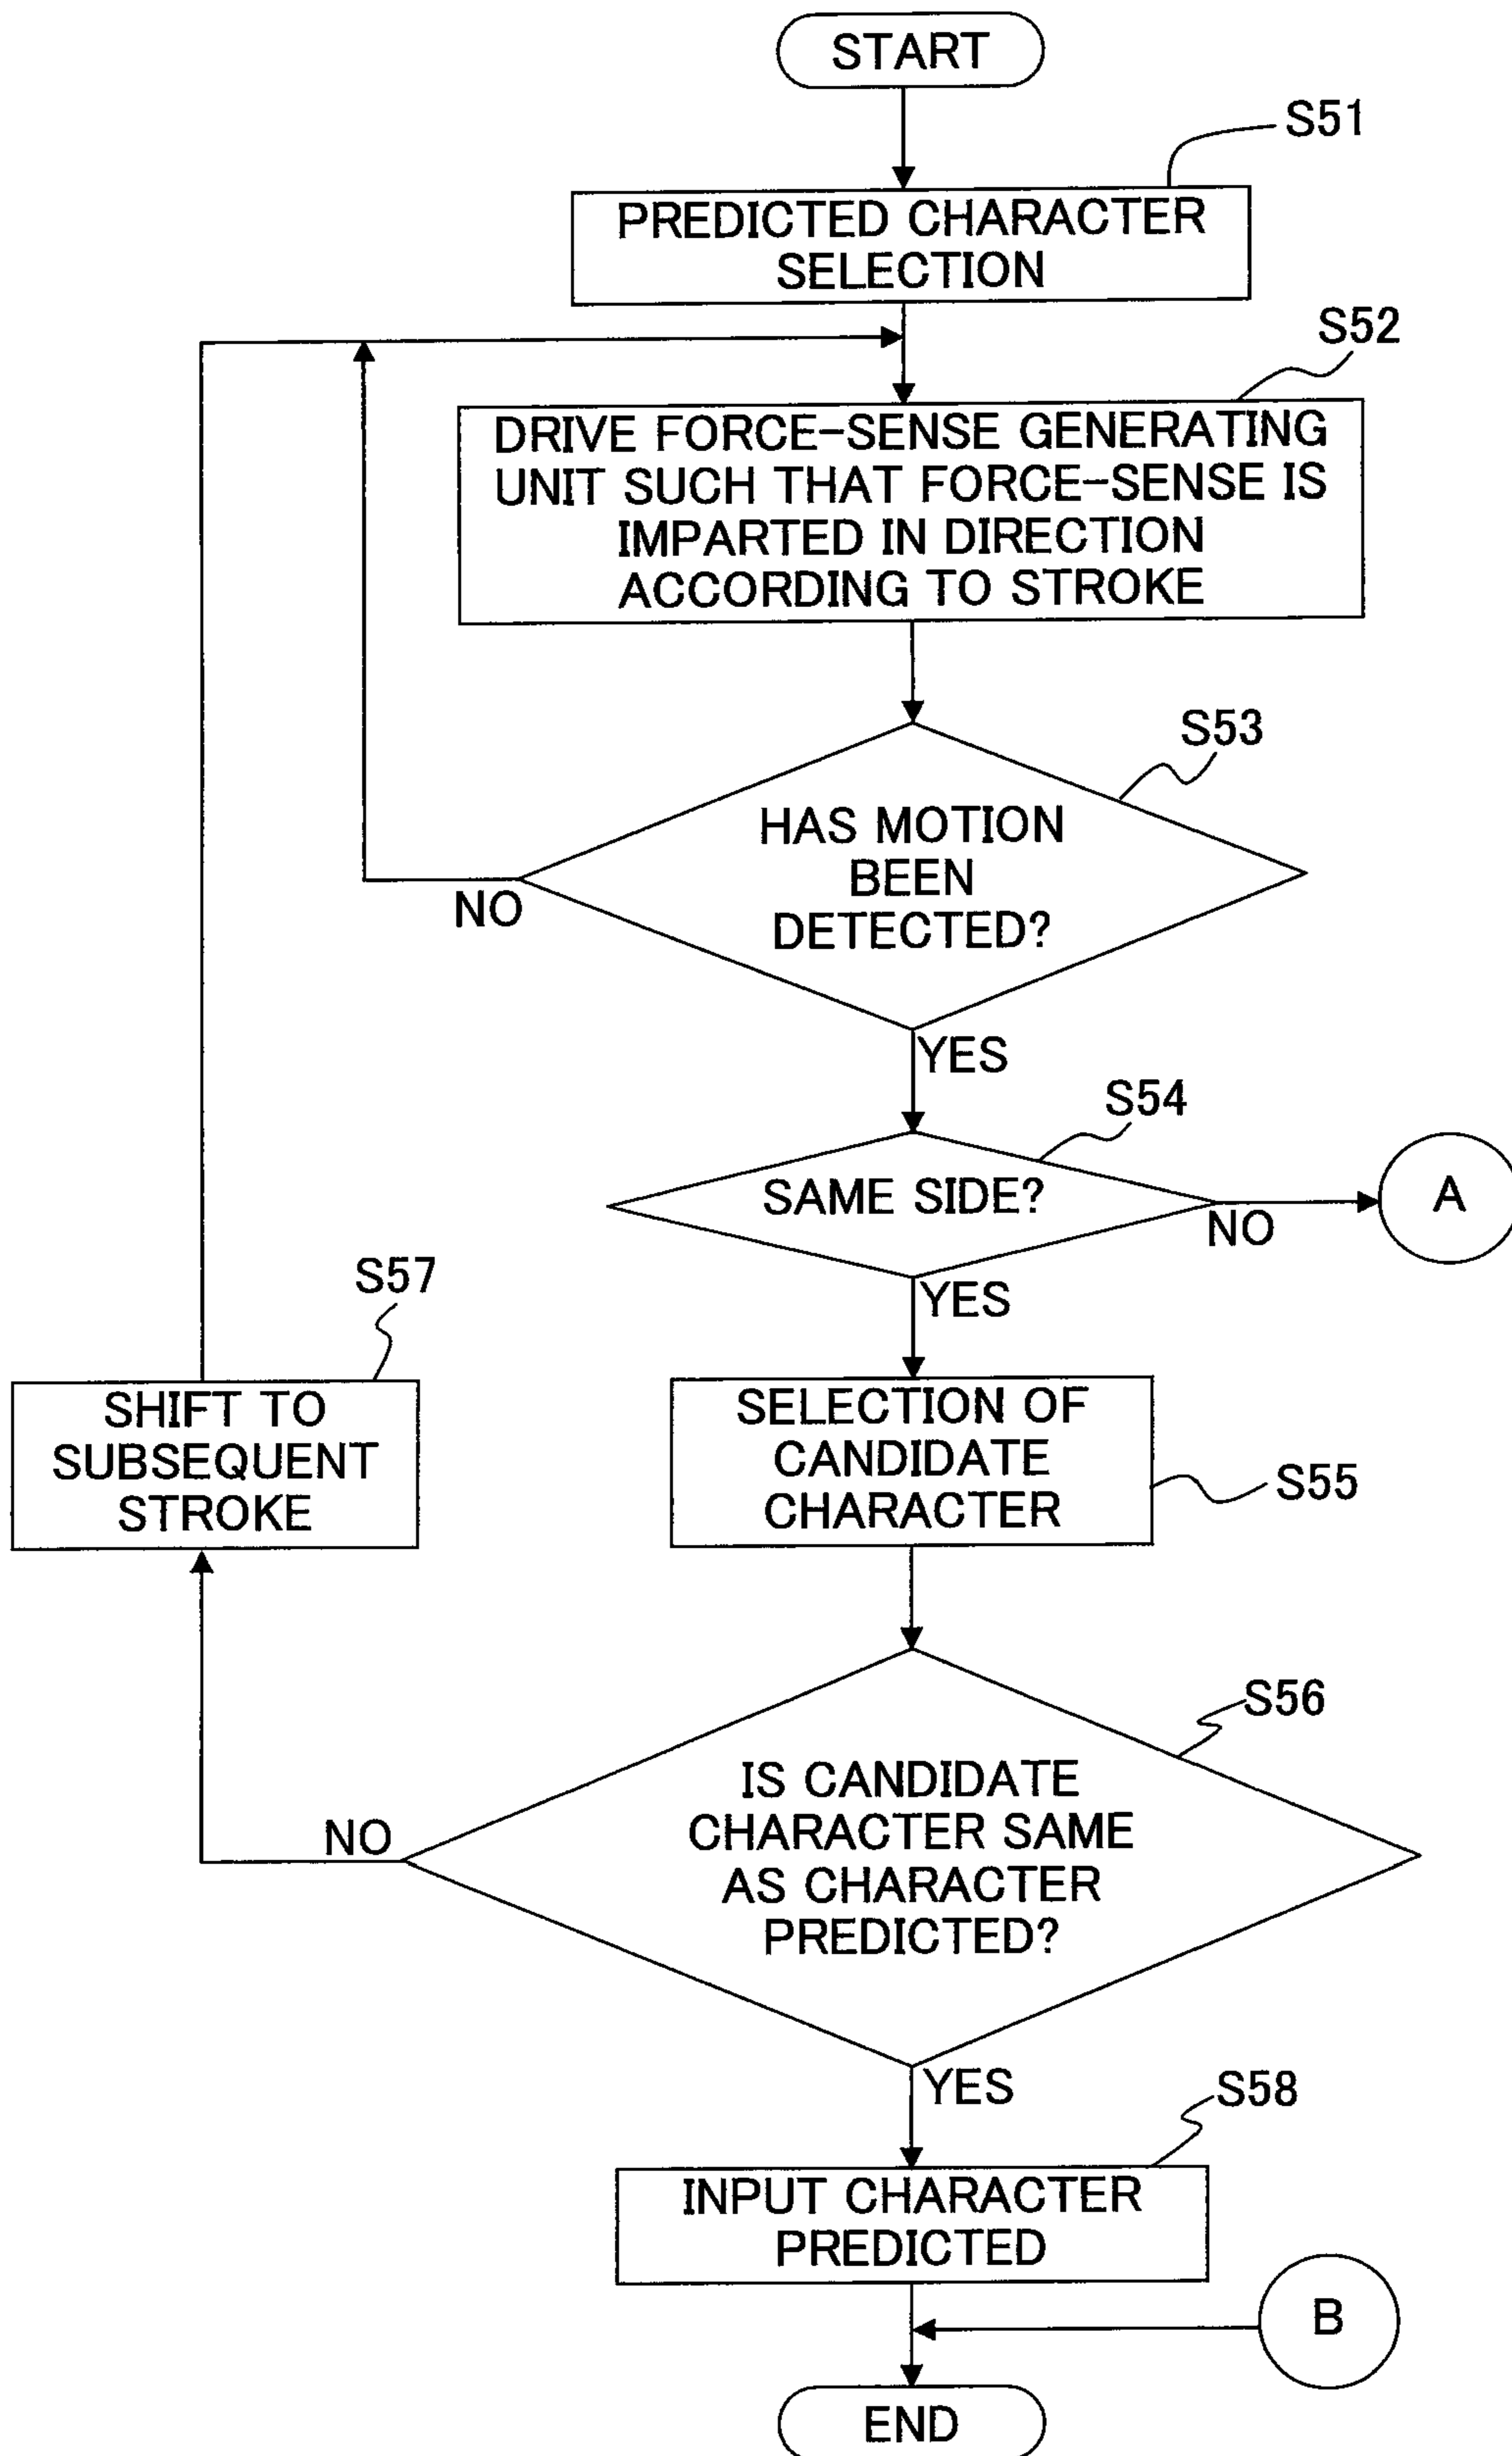 START
S51
PREDICTED CHARACTER
SELECTION
S52
DRIVE FORCE-SENSE GENERATING
UNIT SUCH THAT FORCE-SENSE IS
IMPARTED IN DIRECTION
ACCORDING TO STROKE
S53
HAS MOTION
BEEN
DETECTED?
NO
YES
S54
SAME SIDE?
NO
A
YES
S57
SHIFT TO
SUBSEQUENT
STROKE
SELECTION OF
CANDIDATE
CHARACTER
S55
S56
IS CANDIDATE
CHARACTER SAME
AS CHARACTER
PREDICTED?
NO
YES
S58
INPUT CHARACTER
PREDICTED
B
END